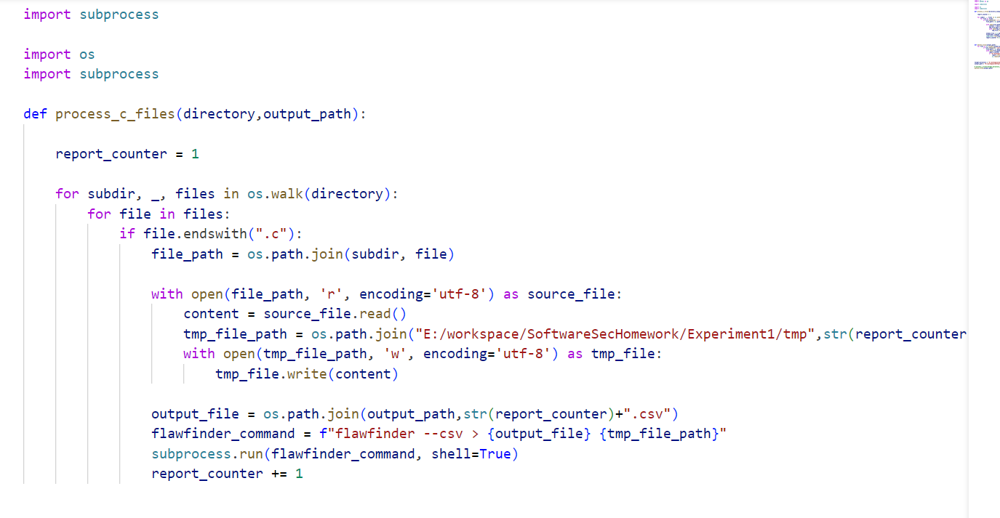 import subprocess
import os
import subprocess
def process_c_files(directory,output_path):
report_counter = 1
for subdir, _, files in os.walk(directory):
for file in files:
if file.endswith(".c"):
file_path = os.path.join(subdir, file)
with open(file_path, 'r', encoding='utf-8') as source_file:
content = source_file.read()
tmp_file_path = os.path.join("E:/workspace/SoftwareSecHomework/Experiment1/tmp",str(report_counter
with open(tmp_file_path, 'w', encoding='utf-8') as tmp_file:
tmp_file.write(content)
output_file = os.path.join(output_path,str(report_counter)+".csv")
flawfinder_command = f"flawfinder --csv > {output_file} {tmp_file_path}"
subprocess.run(flawfinder_command, shell=True)
report_counter += 1